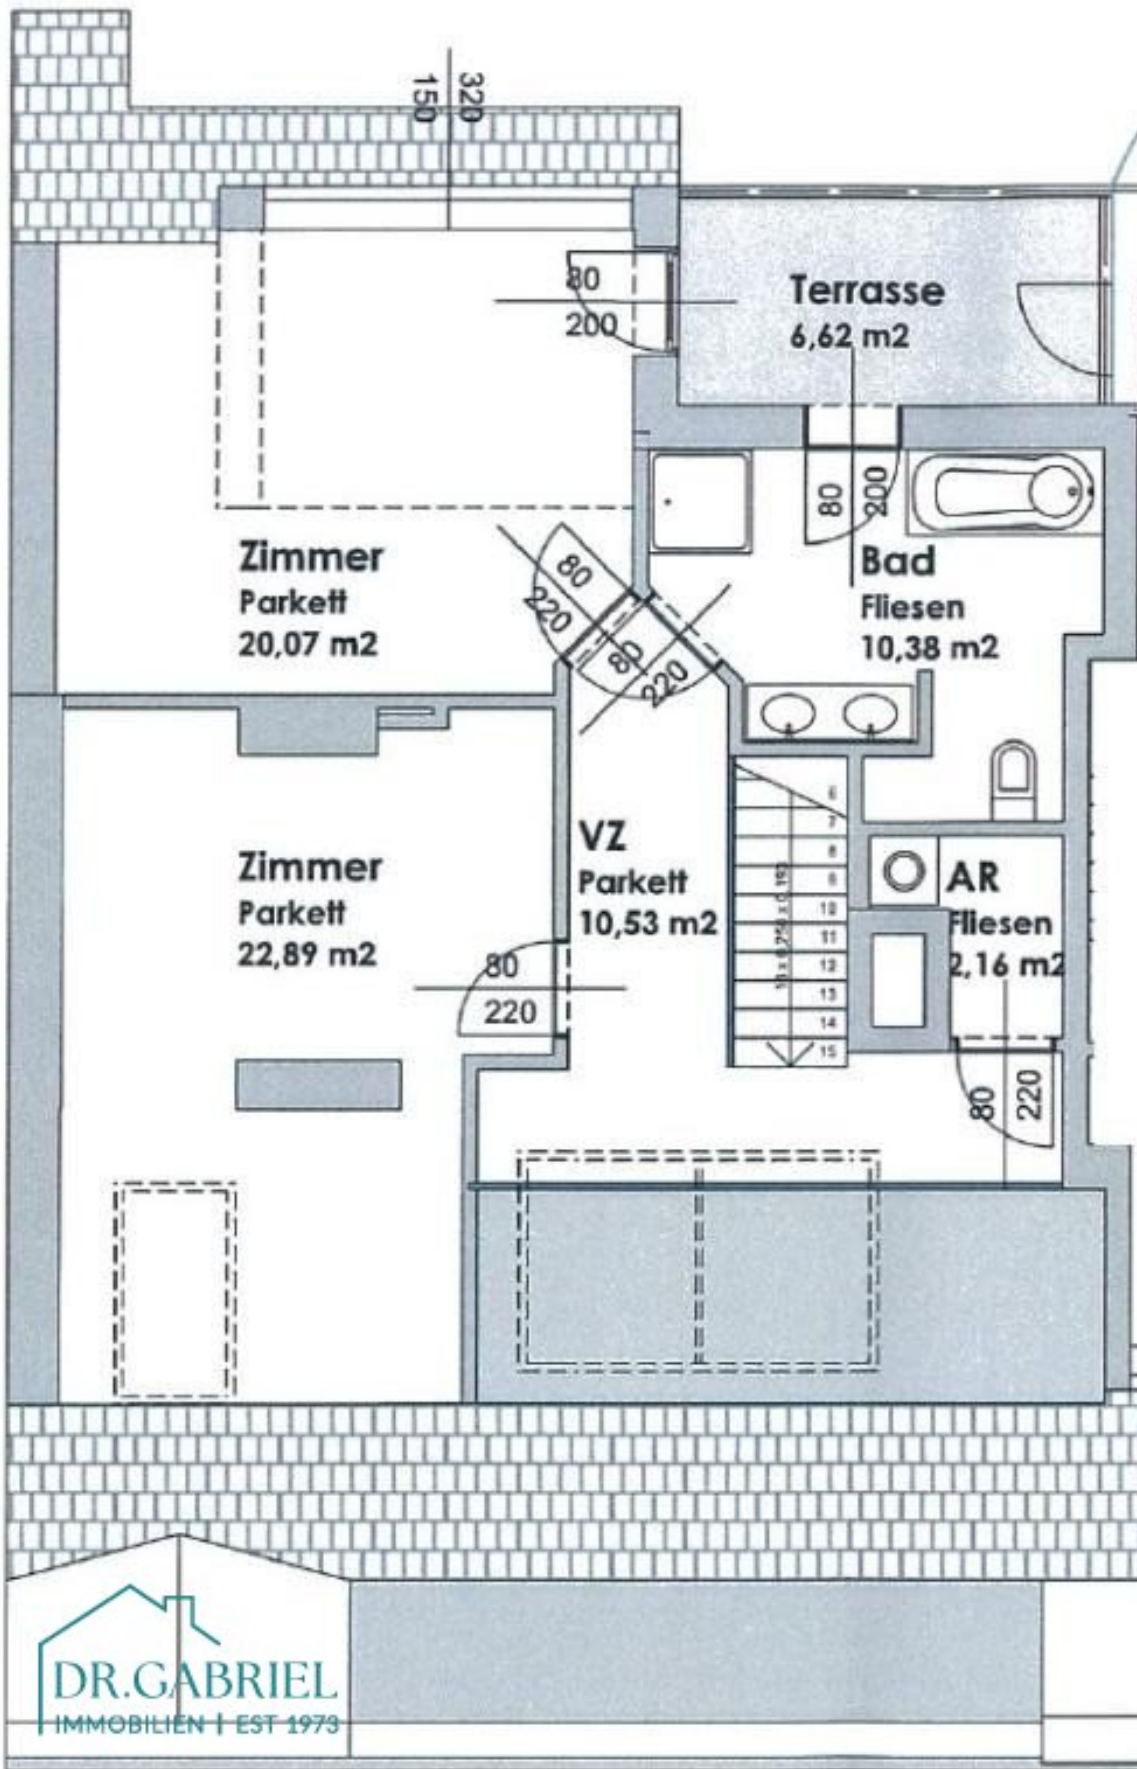 320
150
80
200
Terrasse
6,62 m2
80
200
Zimmer
Parkett
20,07 m2
80
220
80
220
Bad
Fliesen
10,38 m2
Zimmer
Parkett
22,89 m2
80
220
VZ
Parkett
10,53 m2
6
7
8
9
10
11
12
13
14
15
AR
Fliesen
2,16 m2
80
220
DR.GABRIEL
IMMOBILIEN | EST 1973